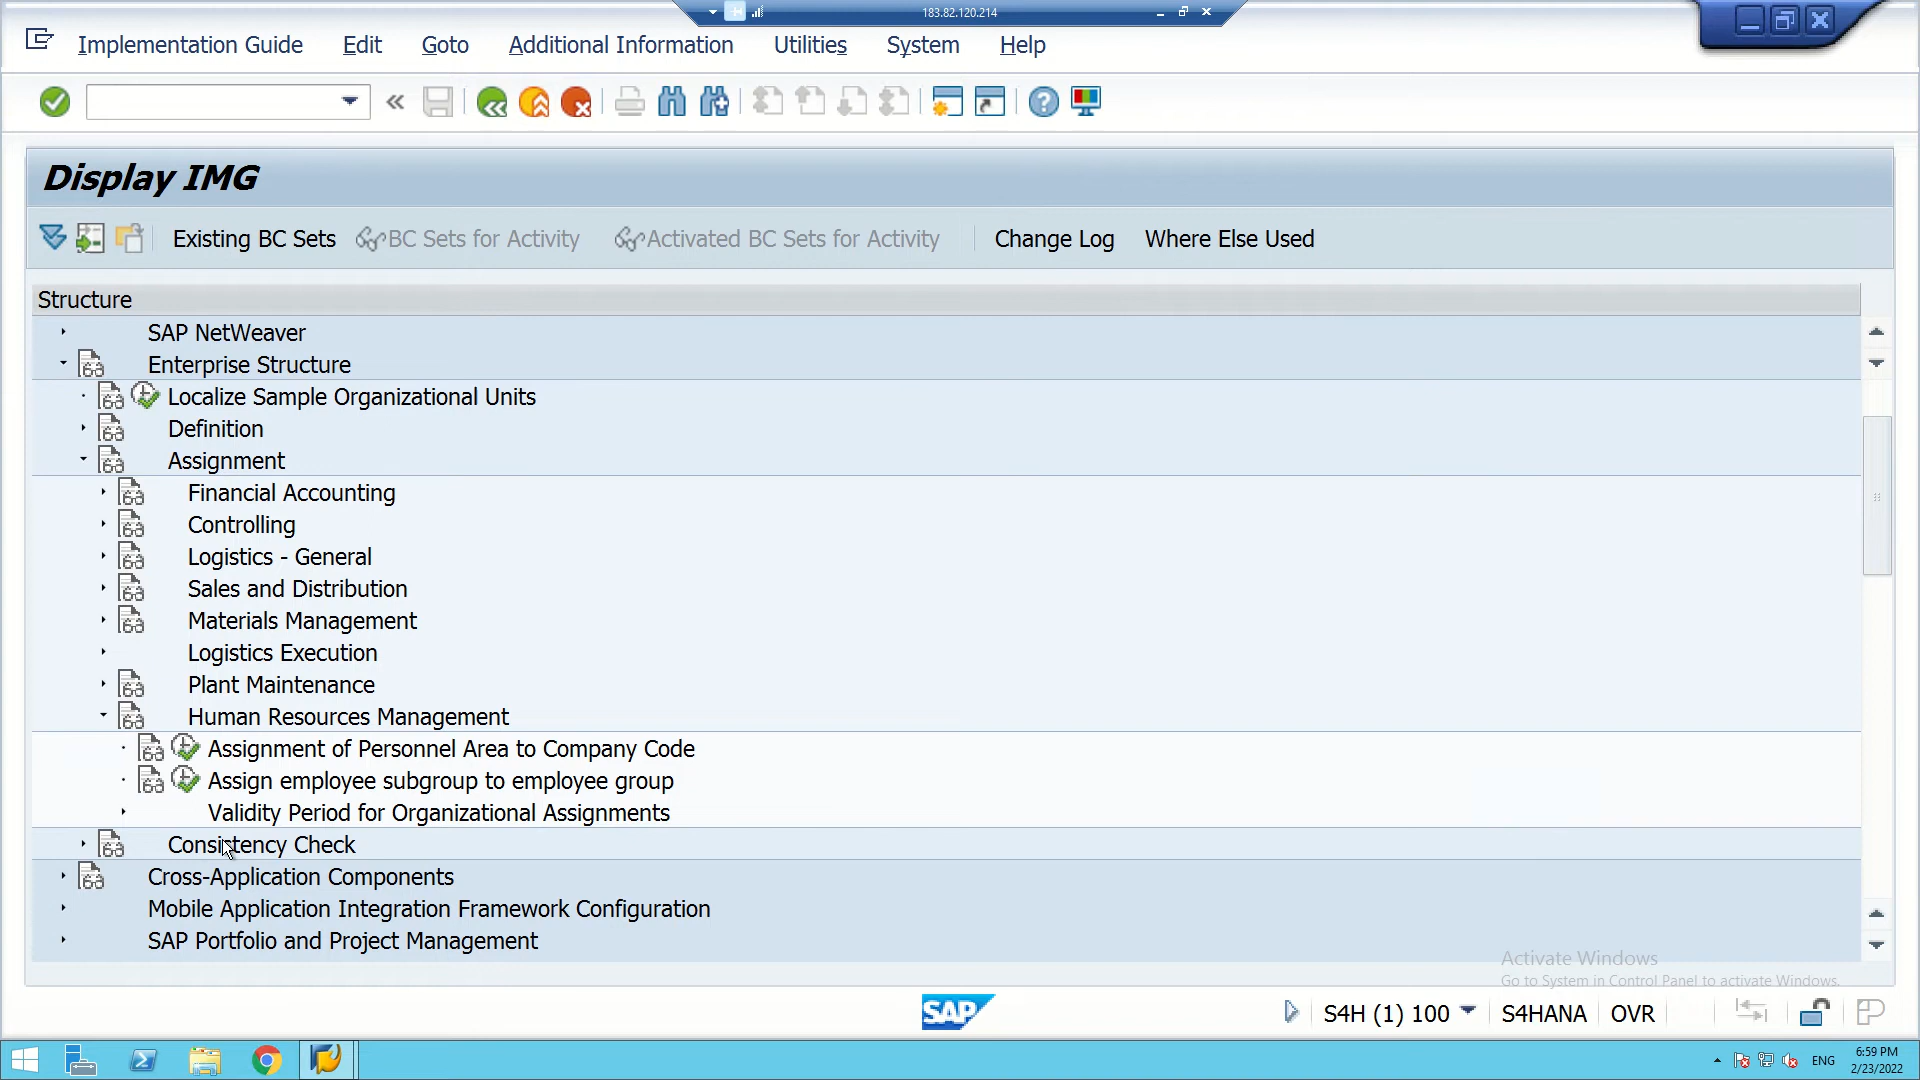 183.82.120.214
Implementation Guide Edit Goto Additional Information Utilities System Help
Display IMG
Existing BC Sets BC Sets for Activity Activated BC Sets for Activity Change Log Where Else Used
Structure
SAP NetWeaver
Enterprise Structure
Localize Sample Organizational Units
Definition
Assignment
Financial Accounting
Controlling
Logistics - General
Sales and Distribution
Materials Management
Logistics Execution
Plant Maintenance
Human Resources Management
Assignment of Personnel Area to Company Code
Assign employee subgroup to employee group
Validity Period for Organizational Assignments
Consistency Check
Cross-Application Components
Mobile Application Integration Framework Configuration
SAP Portfolio and Project Management
Activate Windows
Go to System in Control Panel to activate Windows.
SAP S4H (1) 100 S4HANA OVR
ENG 6:59 PM
2/23/2022